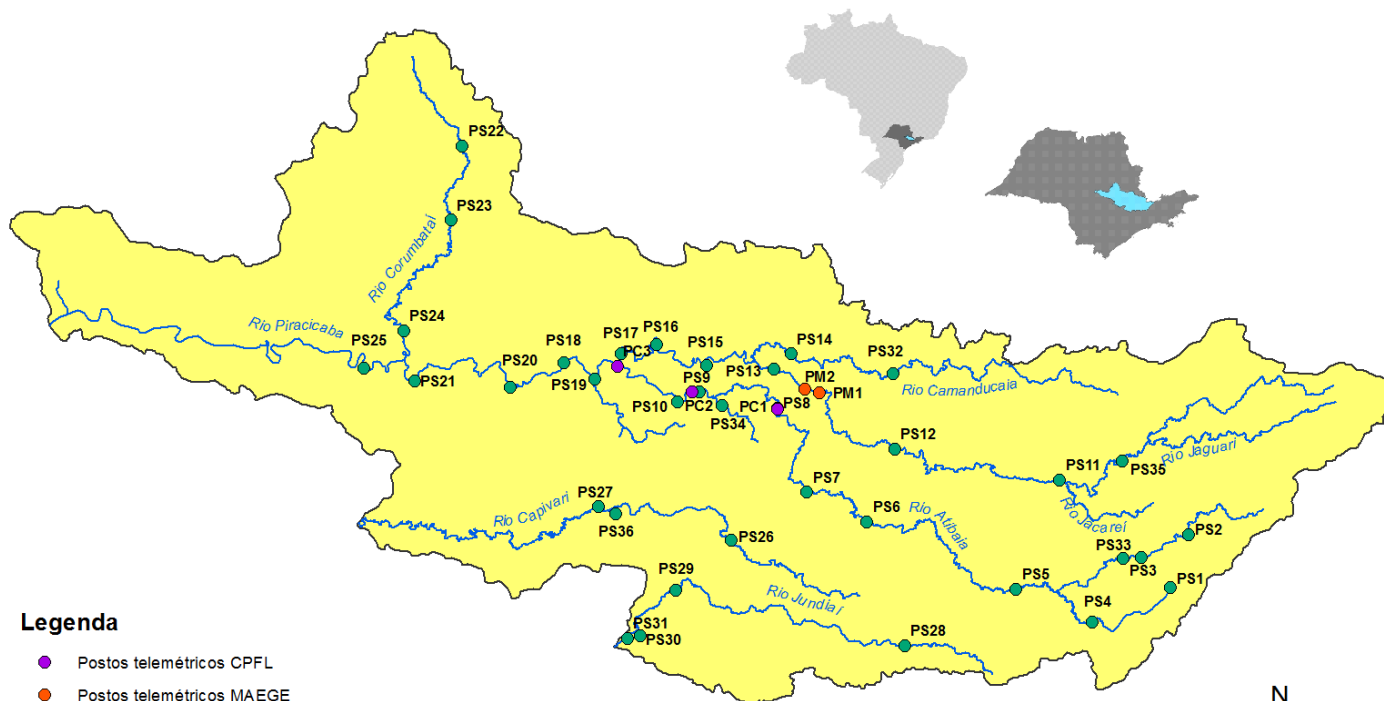 PS22
PS23
Rio Corumbataí
PS24
Rio Piracicaba
PS25
PS21
PS20
PS18
PS17
PC3
PS16
PS19
PS15
PS14
PS13
PS32
Rio Camanducaia
PM2
PM1
PS9
PS10
PC2
PS34
PC1
PS8
PS12
PS11
PS35
Rio Jaguari
Rio Jacareí
PS7
PS6
Rio Atibaia
PS27
Rio Capivari
PS36
PS26
PS2
PS33
PS3
PS1
PS5
PS4
PS29
Rio Jundiaí
PS31
PS30
PS28
Legenda
Postos telemétricos CPFL
Postos telemétricos MAEGE
N